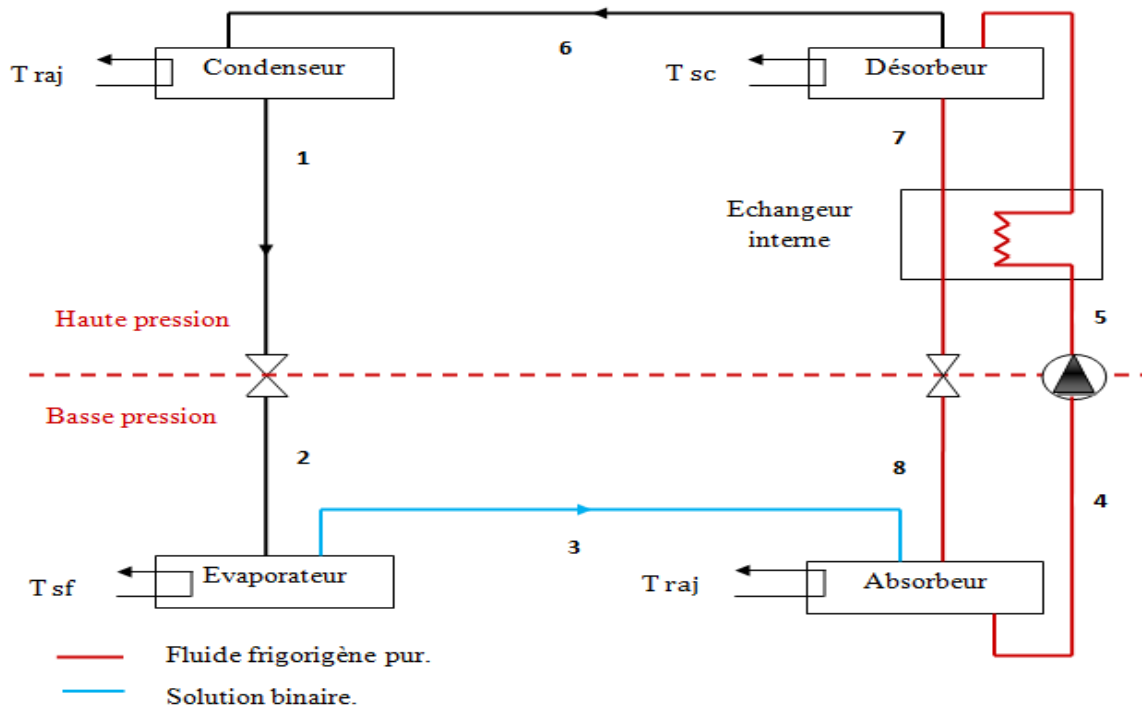 6
T raj
Condenseur
T sc
Désorbeur
1
7
Echangeur
interne
Haute pression
5
Basse pression
2
8
4
3
T sf
Evaporateur
T raj
Absorbeur
Fluide frigorigène pur.
Solution binaire.